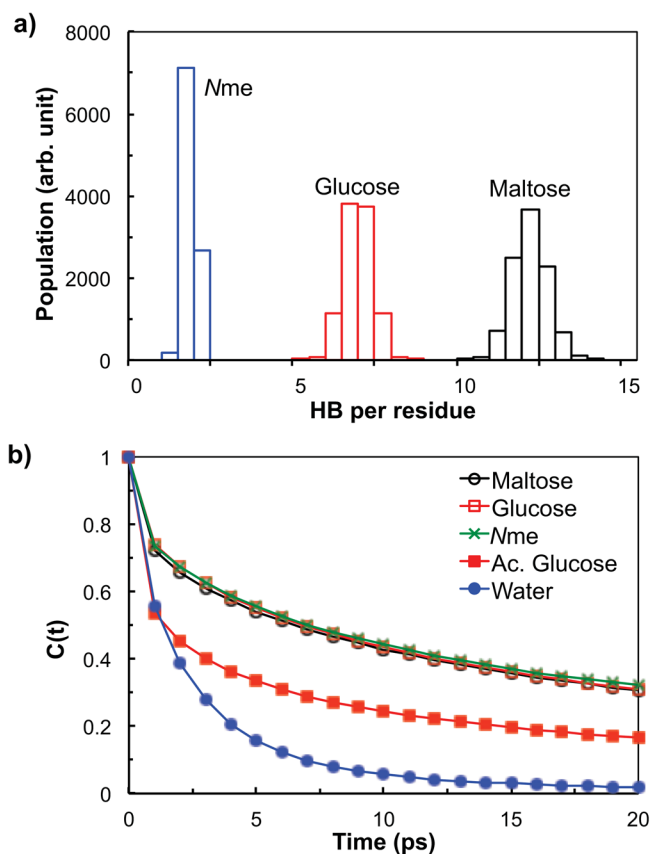 a)
8000
6000
4000
2000
0
Population (arb. unit)
Nme
Glucose
Maltose
0 5 10 15
HB per residue
b)
1
0.8
0.6
0.4
0.2
0
C(t)
Maltose
Glucose
Nme
Ac. Glucose
Water
0 5 10 15 20
Time (ps)